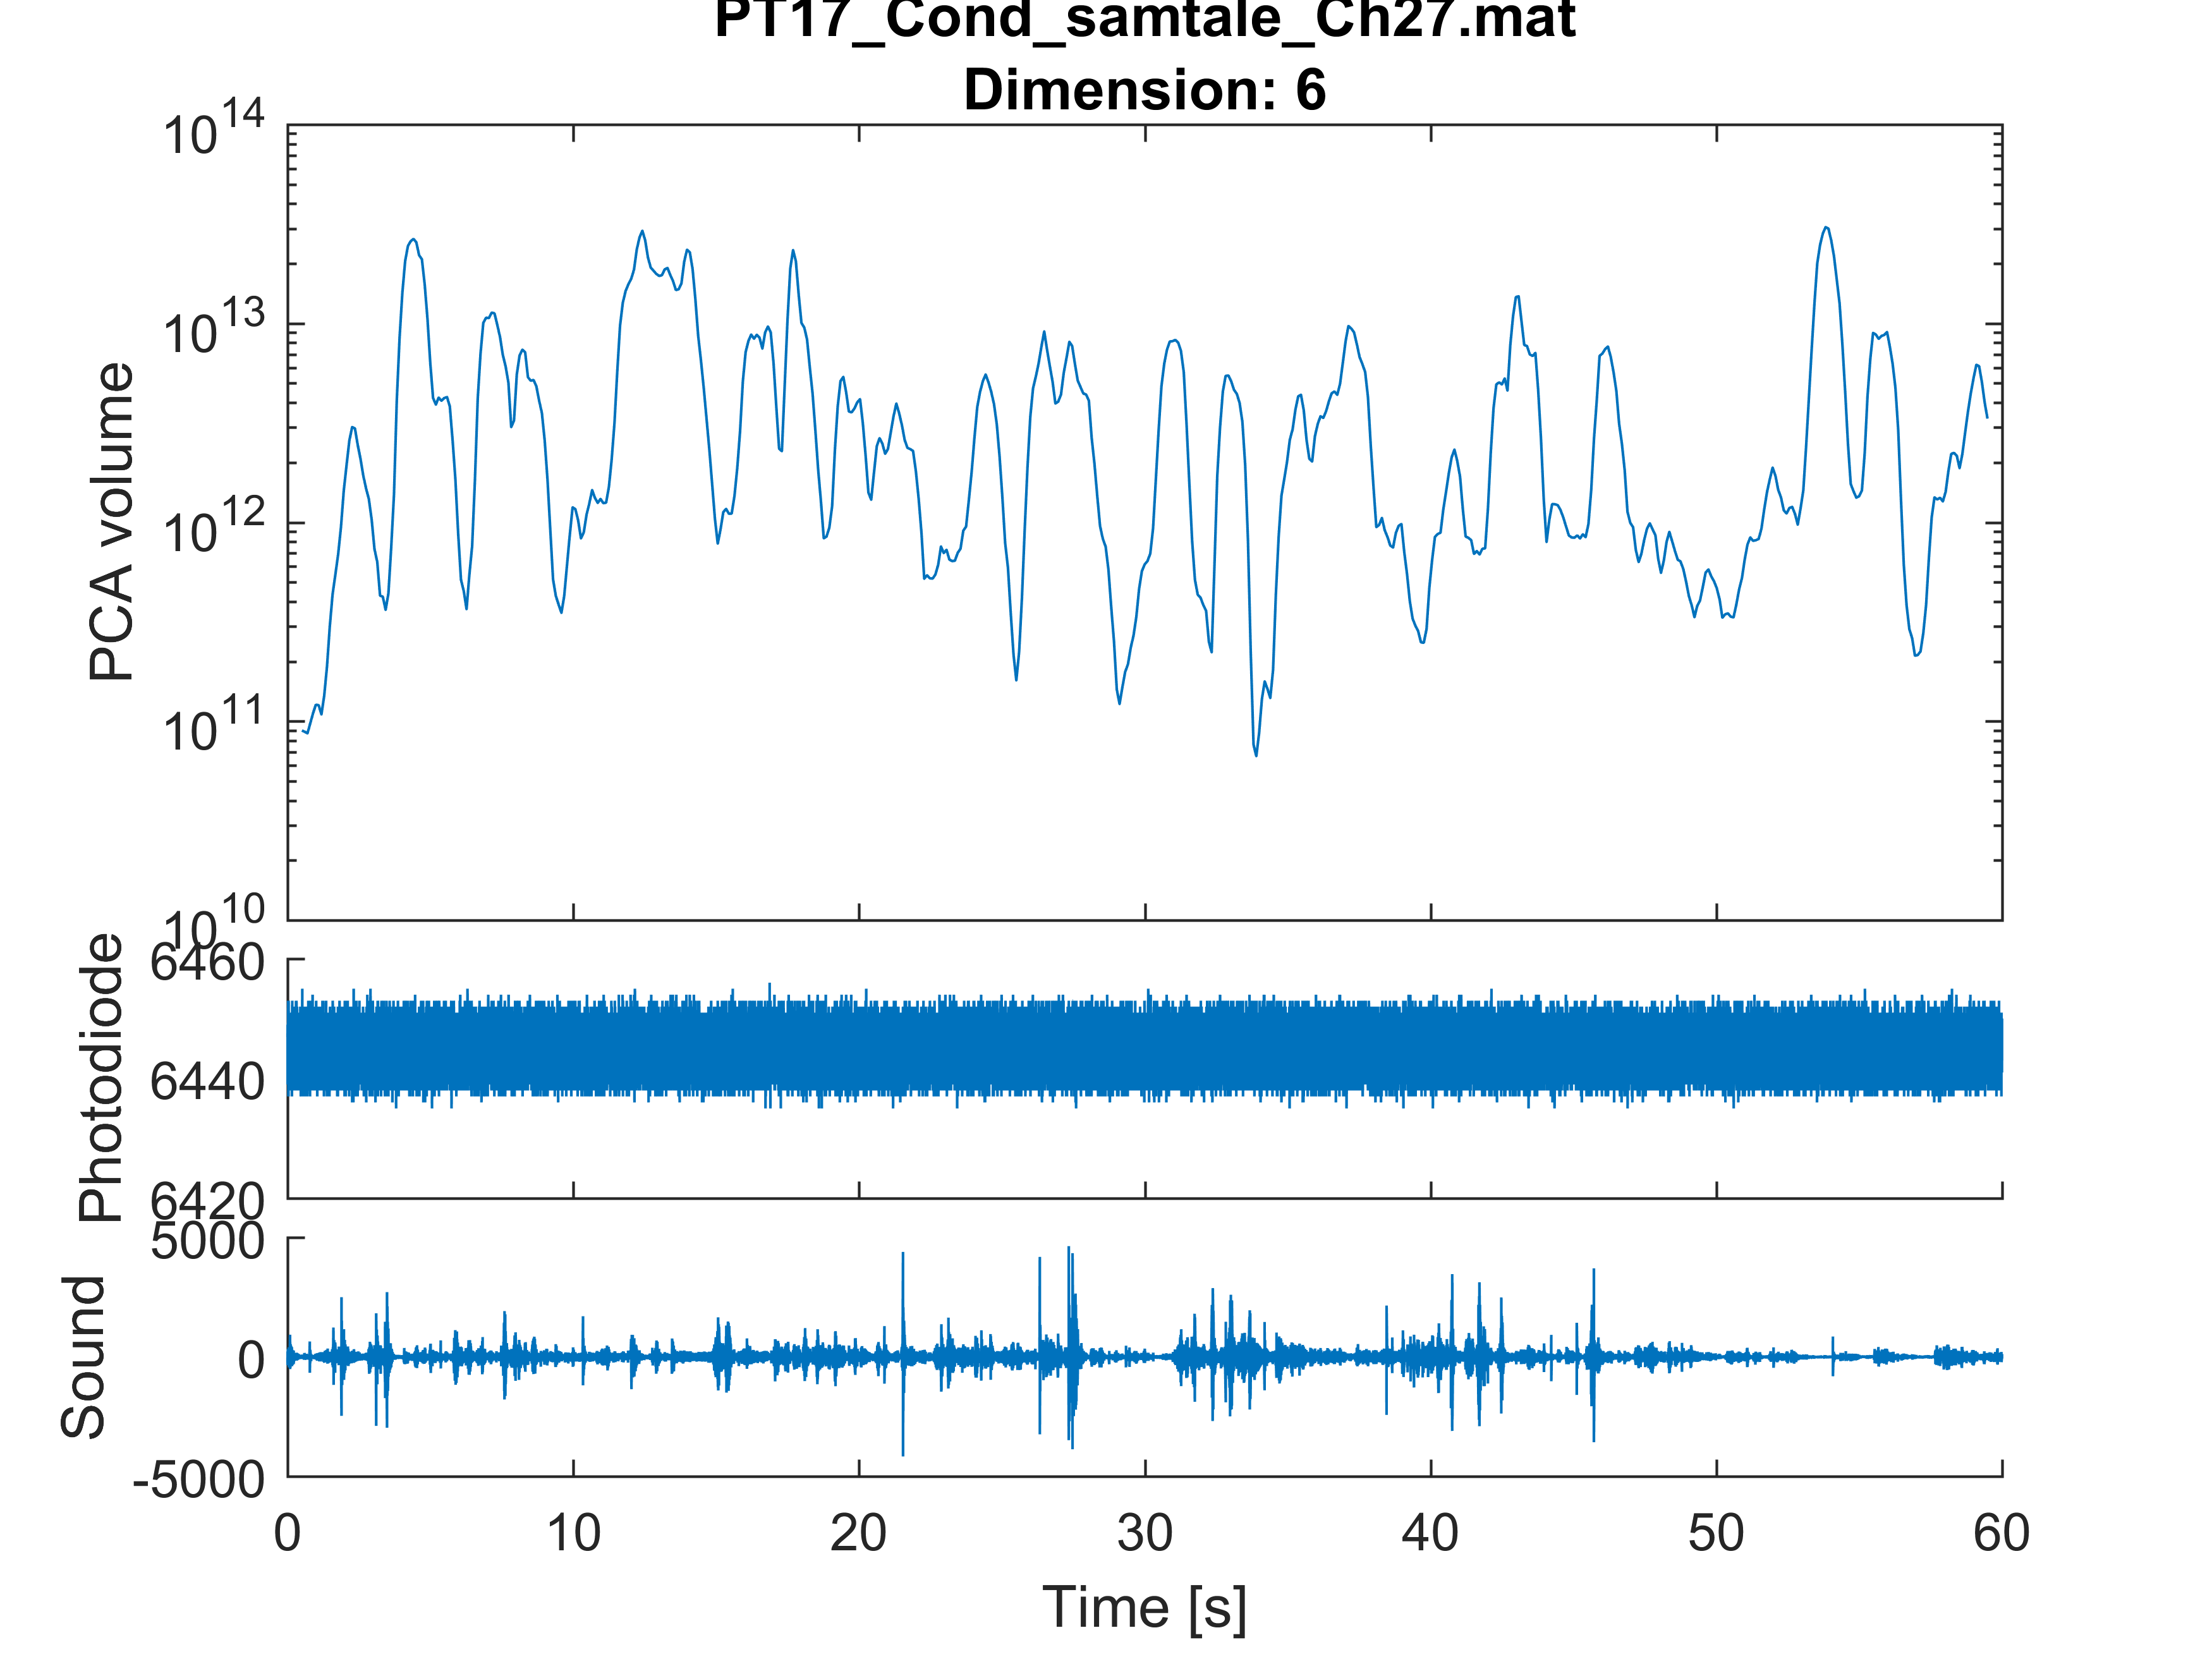 PT17_Cond_samtale_Ch27.mat
Dimension: 6
PCA volume
10^14
10^13
10^12
10^11
10^10
Photodiode
6460
6440
6420
Sound
5000
0
-5000
0 10 20 30 40 50 60
Time [s]